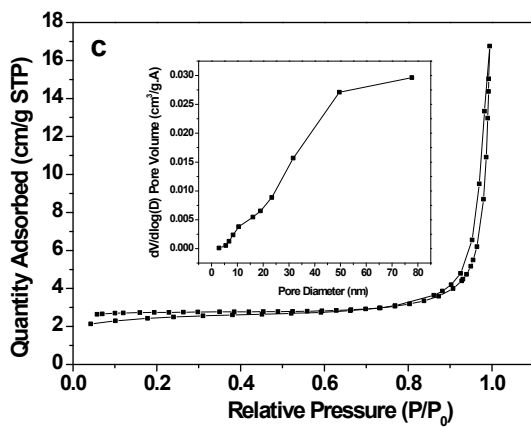 c
Quantity Adsorbed (cm/g STP)
18
16
14
12
10
8
6
4
2
0
0.0 0.2 0.4 0.6 0.8 1.0
Relative Pressure (P/P₀)
dV/dlog(D) Pore Volume (cm³/g.A)
0.030
0.025
0.020
0.015
0.010
0.005
0.000
0 10 20 30 40 50 60 70 80
Pore Diameter (nm)